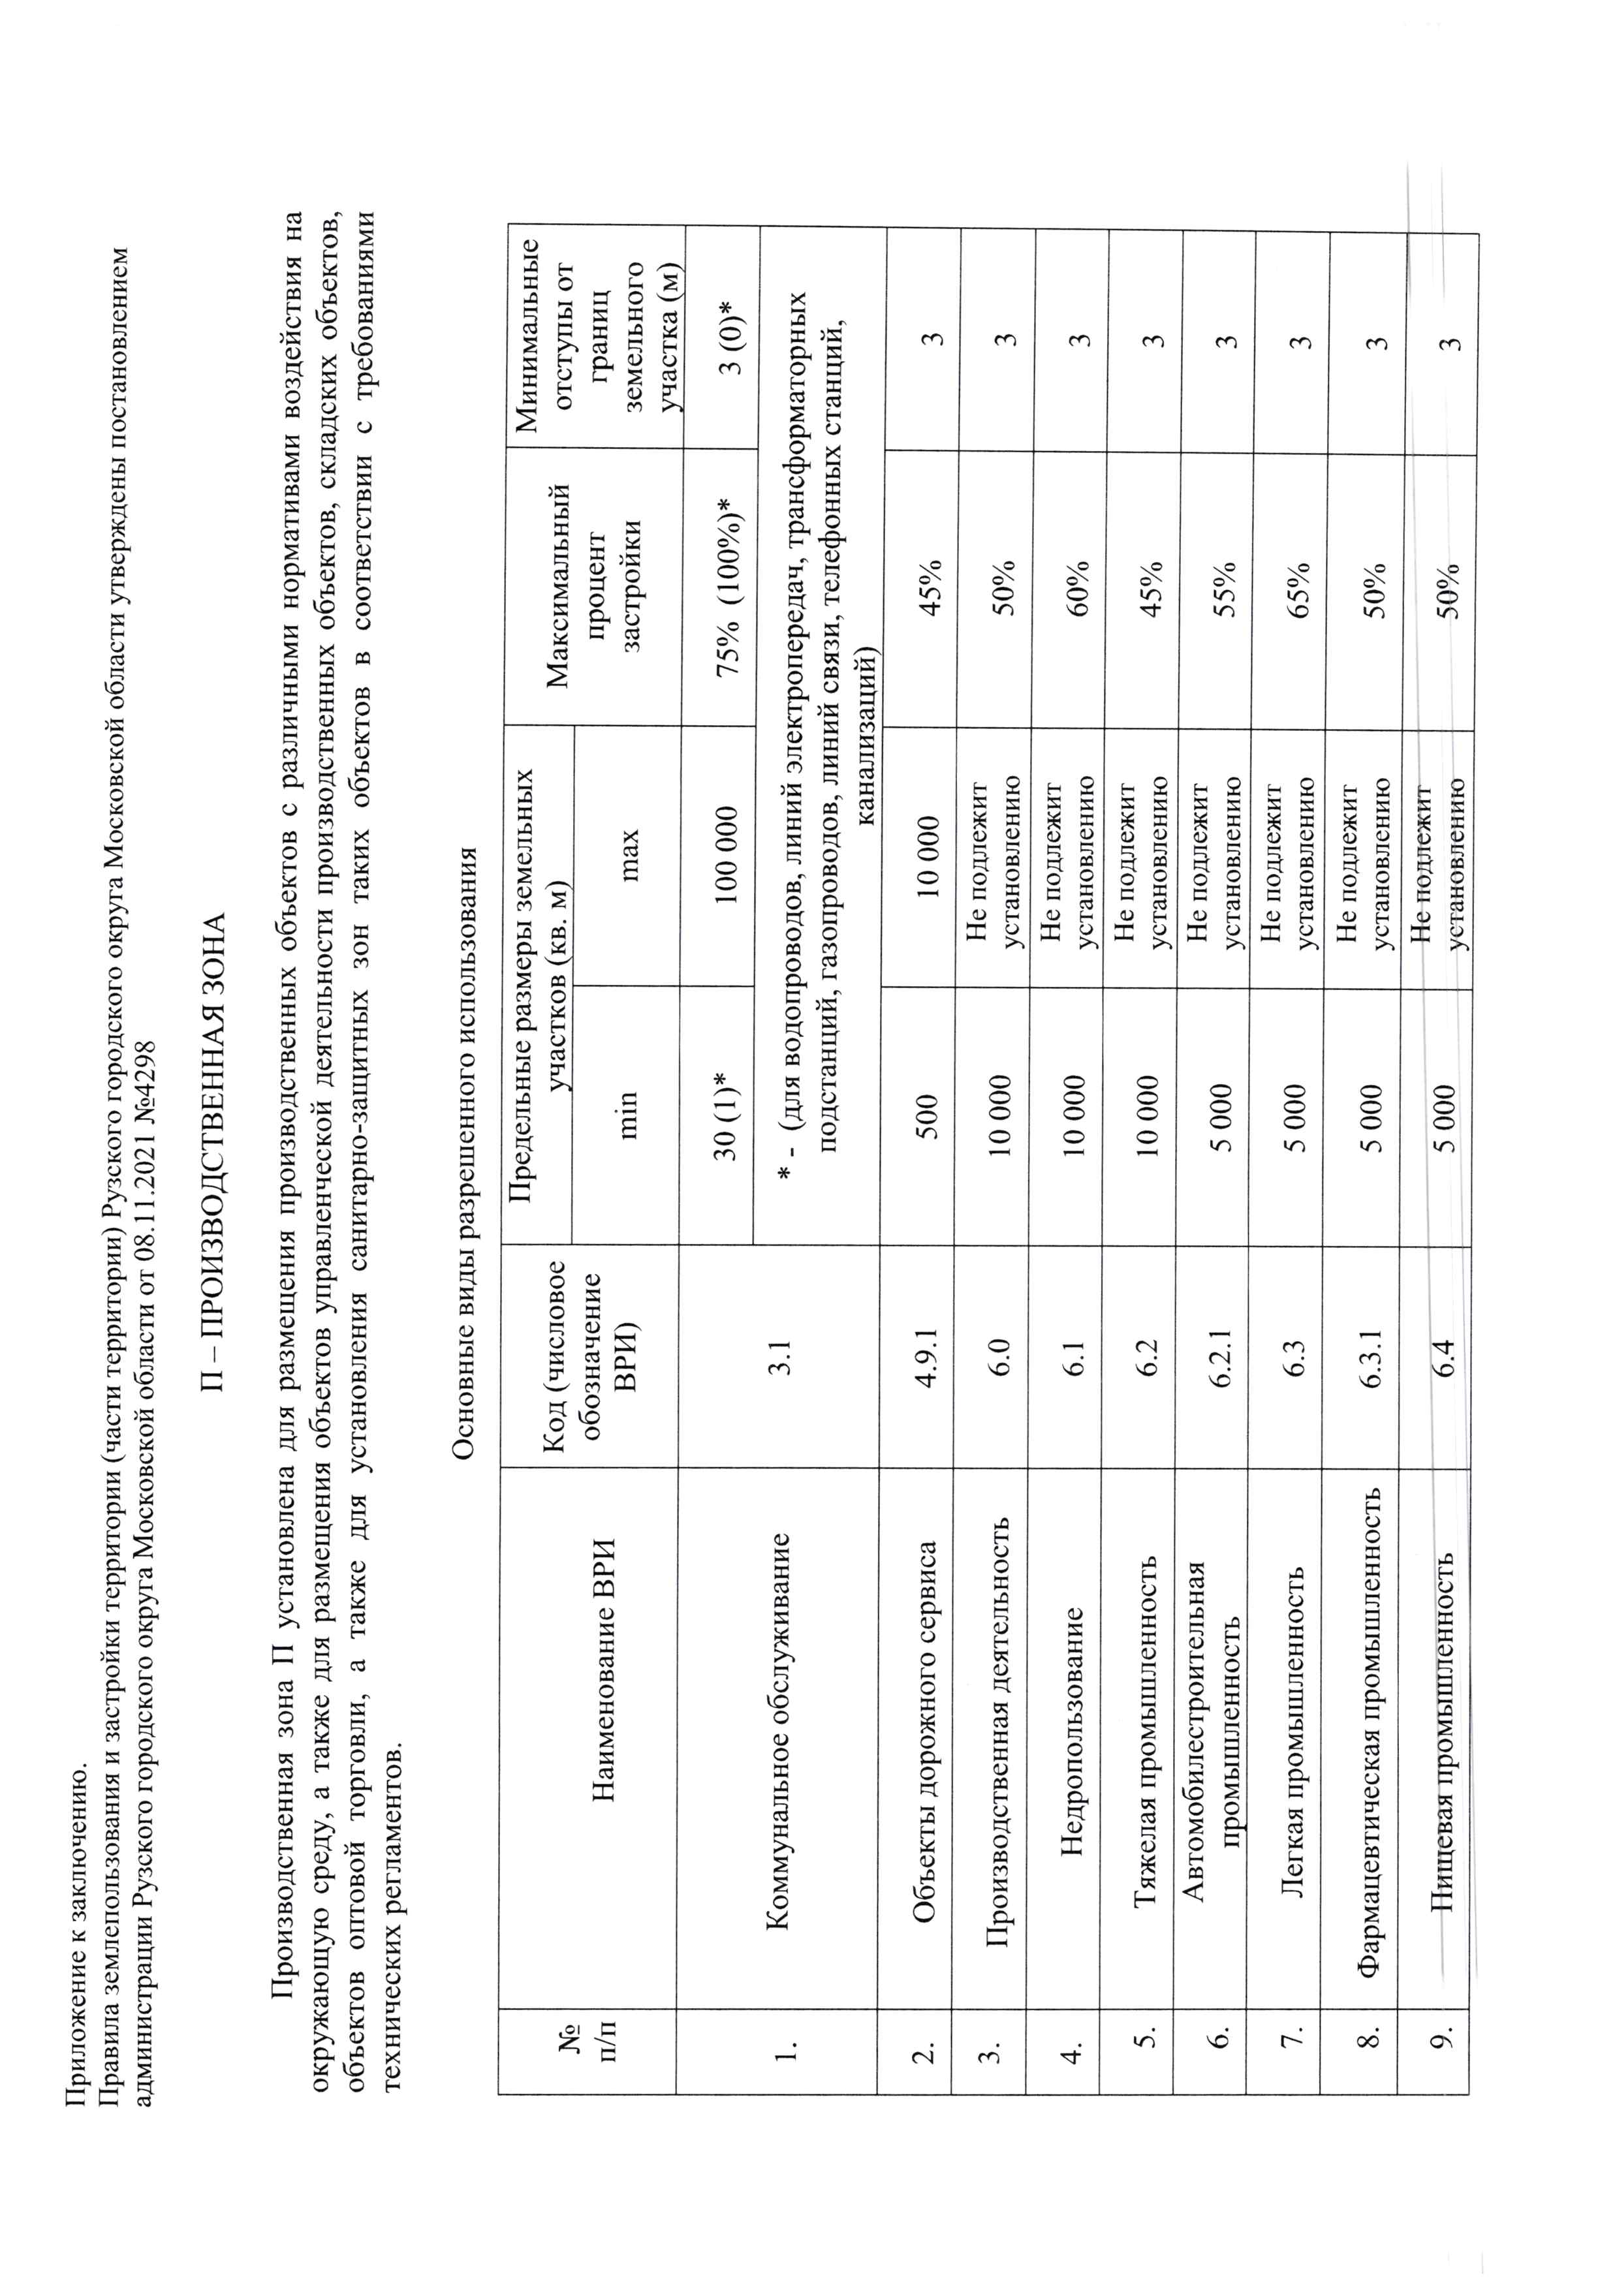 Приложение к заключению.
Правила землепользования и застройки территории (части территории) Рузского городского округа Московской области утверждены постановлением
администрации Рузского городского округа Московской области от 08.11.2021 №4298
П – ПРОИЗВОДСТВЕННАЯ ЗОНА
Производственная зона П установлена для размещения производственных объектов с различными нормативами воздействия на
окружающую среду, а также для размещения объектов управленческой деятельности производственных объектов, складских объектов,
объектов оптовой торговли, а также для установления санитарно-защитных зон таких объектов в соответствии с требованиями
технических регламентов.
Основные виды разрешенного использования
№
п/п
Наименование ВРИ
Код (числовое
обозначение
ВРИ)
Предельные размеры земельных
участков (кв. м)
min
max
Максимальный
процент
застройки
Минимальные
отступы от
границ
земельного
участка (м)
1. Коммунальное обслуживание 3.1 30 (1)* 100 000 75% (100%)* 3 (0)*
* - (для водопроводов, линий электропередач, трансформаторных
подстанций, газопроводов, линий связи, телефонных станций,
канализаций)
2. Объекты дорожного сервиса 4.9.1 500 10 000 45% 3
3. Производственная деятельность 6.0 10 000 Не подлежит
установлению 50% 3
4. Недропользование 6.1 10 000 Не подлежит
установлению 60% 3
5. Тяжелая промышленность 6.2 10 000 Не подлежит
установлению 45% 3
6. Автомобилестроительная
промышленность 6.2.1 5 000 Не подлежит
установлению 55% 3
7. Легкая промышленность 6.3 5 000 Не подлежит
установлению 65% 3
8. Фармацевтическая промышленность 6.3.1 5 000 Не подлежит
установлению 50% 3
9. Пищевая промышленность 6.4 5 000 Не подлежит
установлению 50% 3